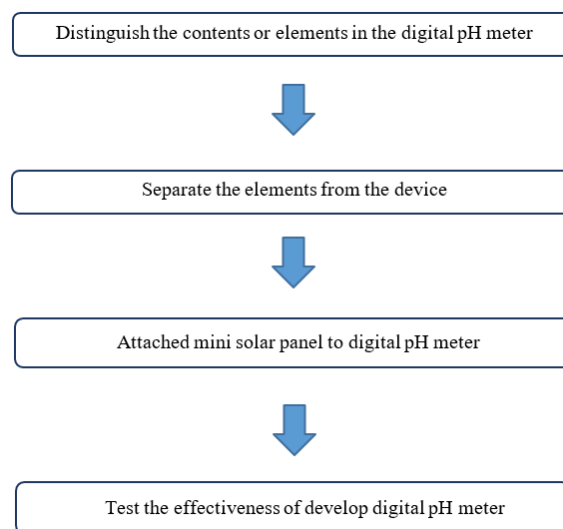 Distinguish the contents or elements in the digital pH meter
Separate the elements from the device
Attached mini solar panel to digital pH meter
Test the effectiveness of develop digital pH meter